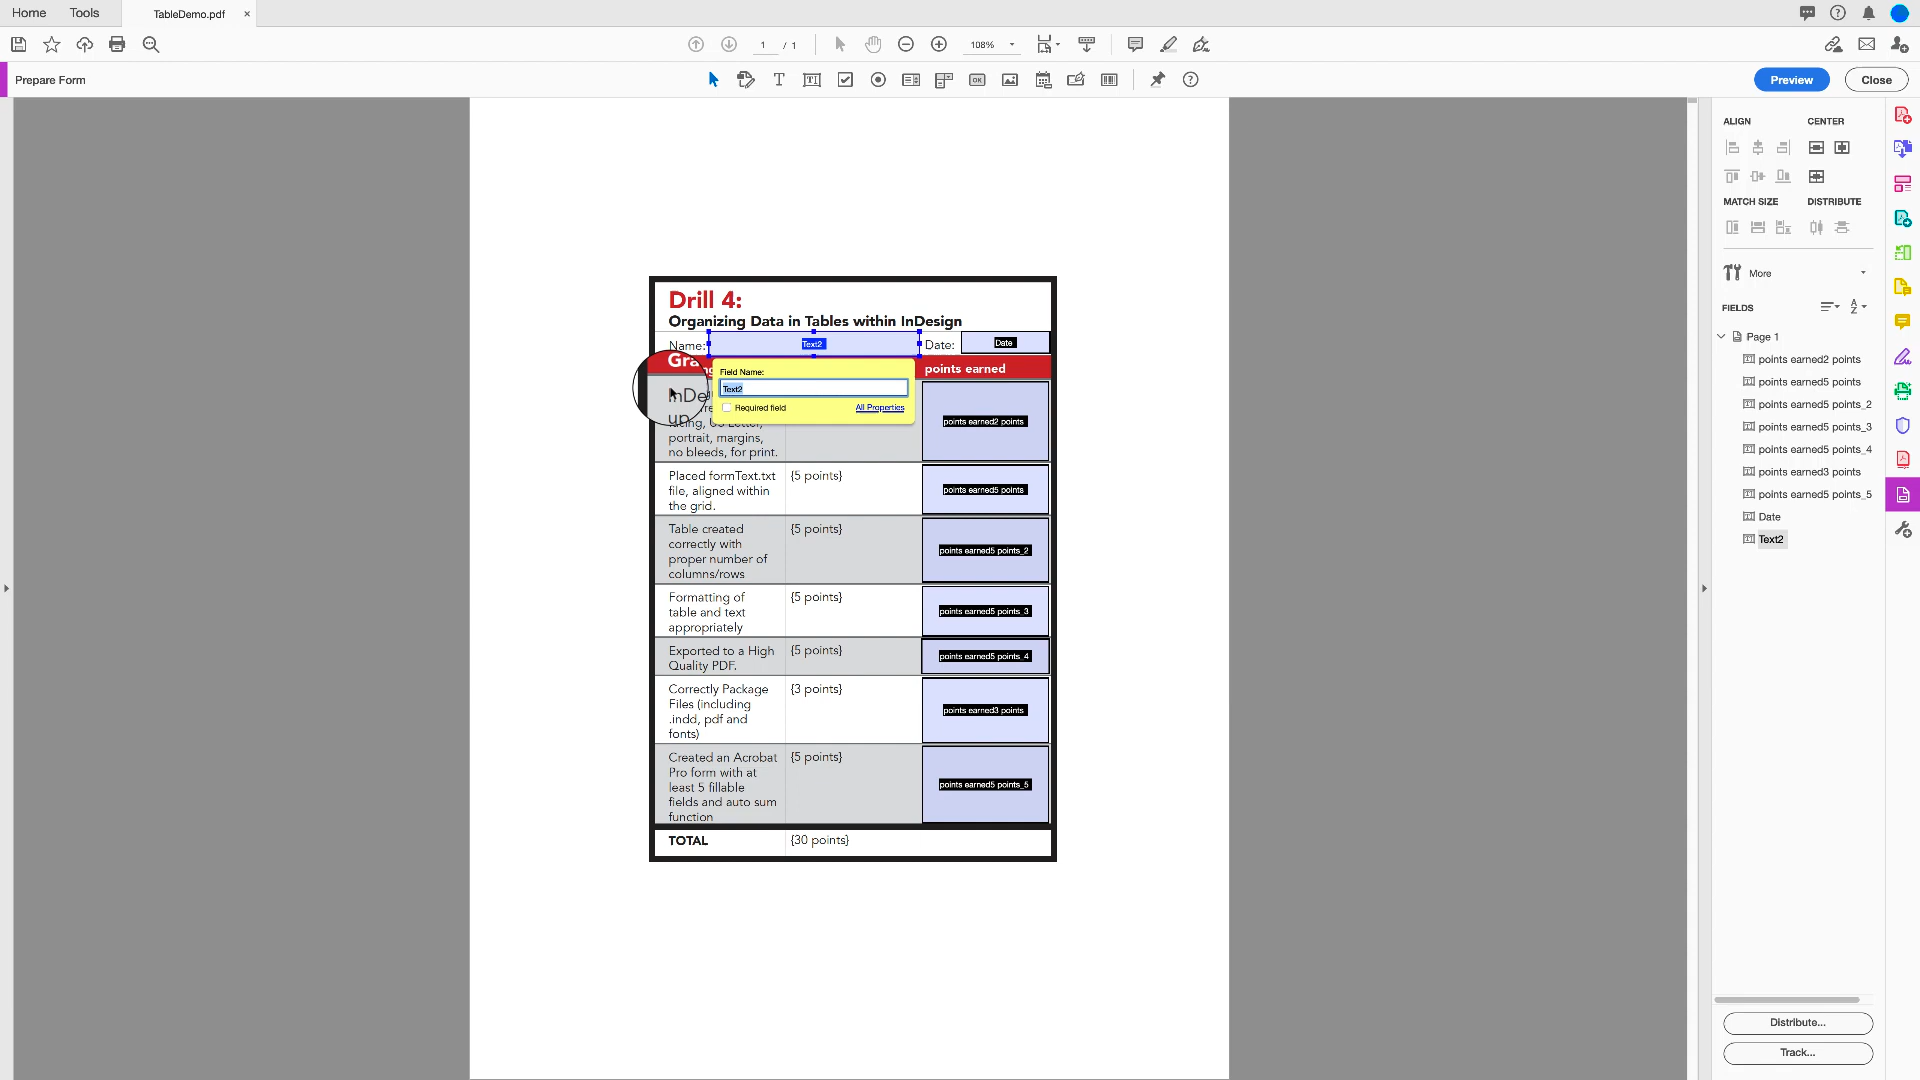 Home Tools TableDemo.pdf ×
1 / 1 108%
Prepare Form
OK
Preview Close
ALIGN CENTER
MATCH SIZE DISTRIBUTE
More
FIELDS
Page 1
points earned2 points
points earned5 points
points earned5 points_2
points earned5 points_3
points earned5 points_4
points earned3 points
points earned5 points_5
Date
Text2
Distribute...
Track...
Drill 4:
Organizing Data in Tables within InDesign
Name: Text2 Date: Date
Gra points earned
Field Name:
Text2
Required field All Properties
InDe
up
portrait, margins,
no bleeds, for print.
points earned2 points
Placed formText.txt
file, aligned within
the grid.
{5 points}
points earned5 points
Table created
correctly with
proper number of
columns/rows
{5 points}
points earned5 points_2
Formatting of
table and text
appropriately
{5 points}
points earned5 points_3
Exported to a High
Quality PDF.
{5 points}
points earned5 points_4
Correctly Package
Files (including
.indd, pdf and
fonts)
{3 points}
points earned3 points
Created an Acrobat
Pro form with at
least 5 fillable
fields and auto sum
function
{5 points}
points earned5 points_5
TOTAL {30 points}